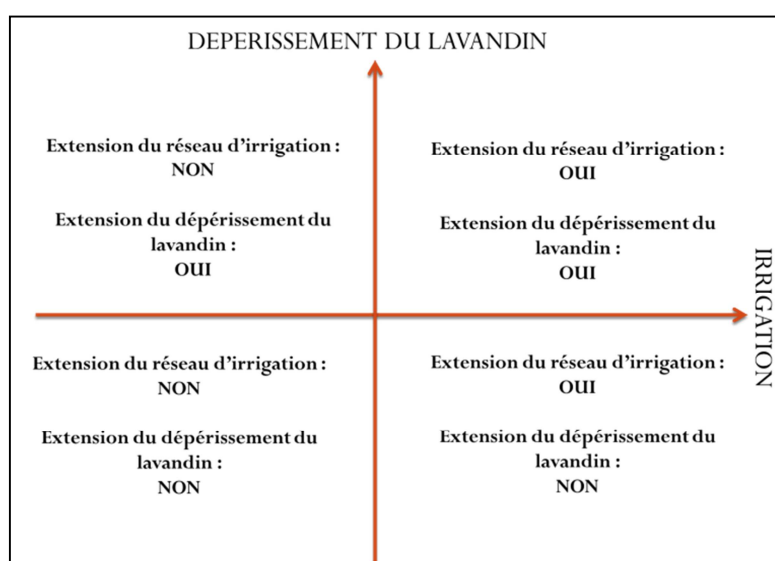 DEPERISSEMENT DU LAVANDIN
Extension du réseau d'irrigation :
NON
Extension du dépérissement du
lavandin :
OUI
Extension du réseau d'irrigation :
OUI
Extension du dépérissement du
lavandin :
OUI
IRRIGATION
Extension du réseau d'irrigation :
NON
Extension du dépérissement du
lavandin :
NON
Extension du réseau d'irrigation :
OUI
Extension du dépérissement du
lavandin :
NON